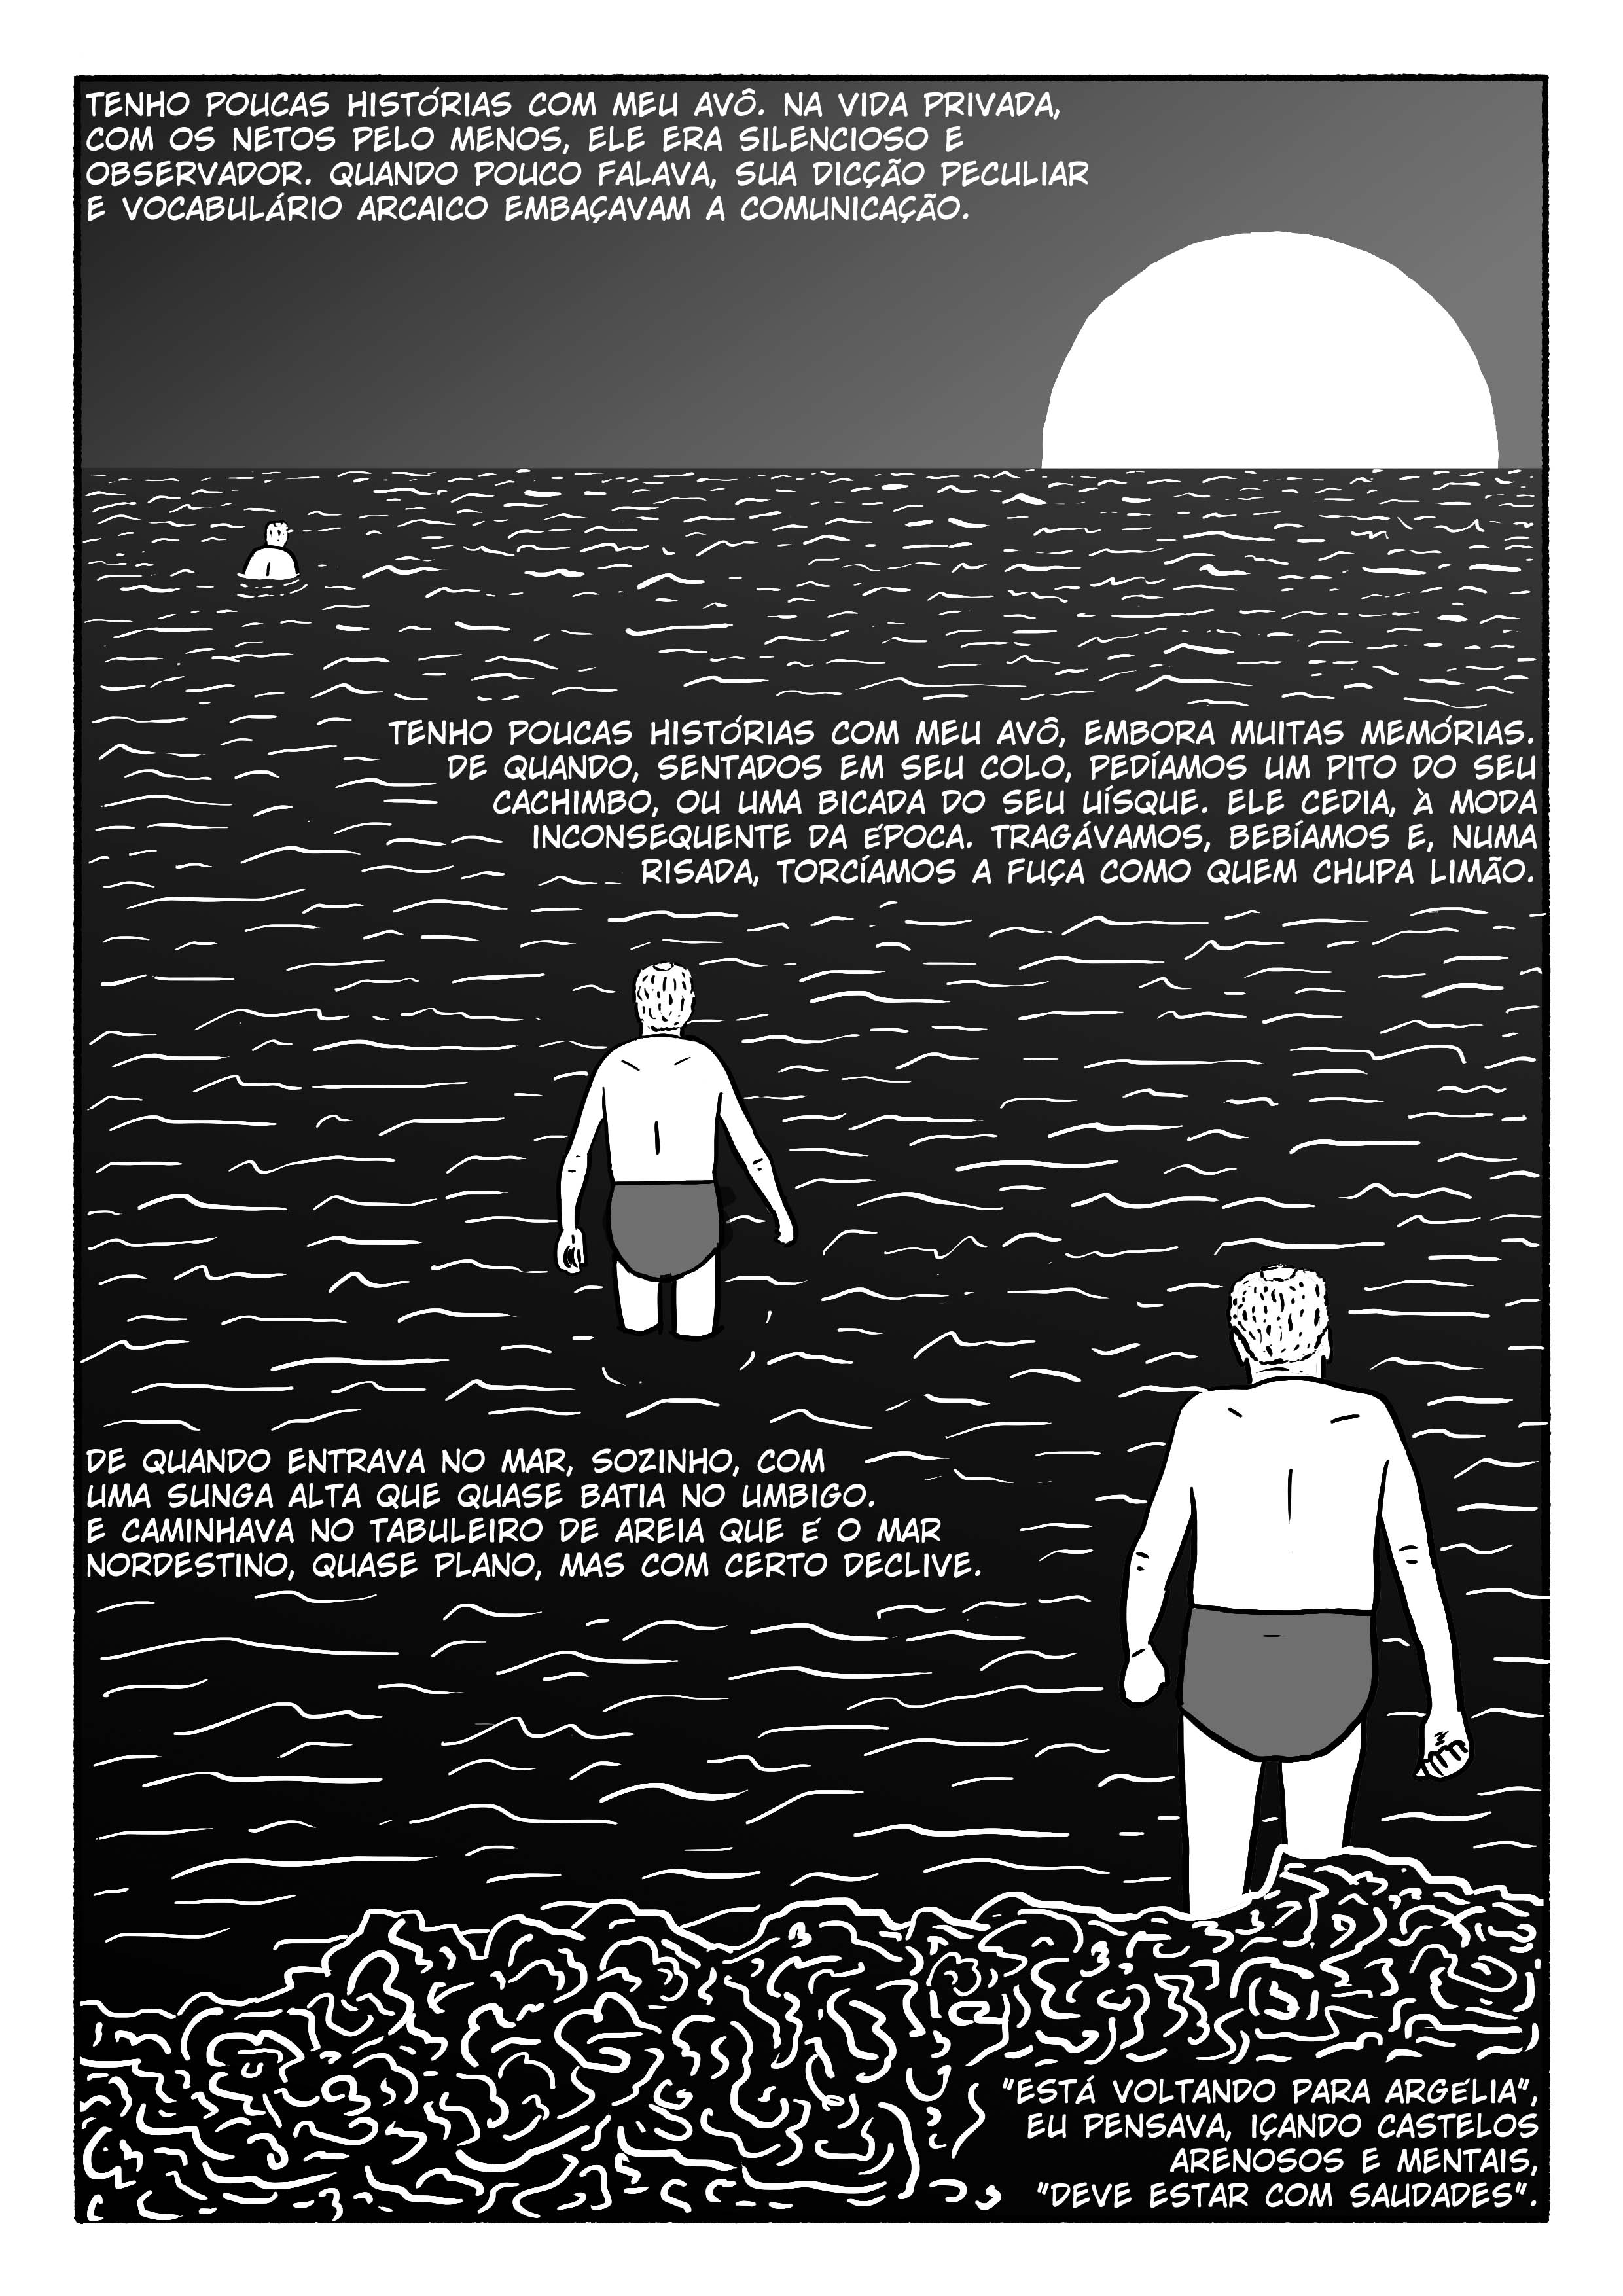 TENHO POUCAS HISTÓRIAS COM MEU AVÔ. NA VIDA PRIVADA,
COM OS NETOS PELO MENOS, ELE ERA SILENCIOSO E
OBSERVADOR. QUANDO POUCO FALAVA, SUA DICÇÃO PECULIAR
E VOCABULÁRIO ARCAICO EMBAÇAVAM A COMUNICAÇÃO.
TENHO POUCAS HISTÓRIAS COM MEU AVÔ, EMBORA MUITAS MEMÓRIAS.
DE QUANDO, SENTADOS EM SEU COLO, PEDÍAMOS UM PITO DO SEU
CACHIMBO, OU UMA BICADA DO SEU UÍSQUE. ELE CEDIA, À MODA
INCONSEQUENTE DA ÉPOCA. TRAGÁVAMOS, BEBÍAMOS E, NUMA
RISADA, TORCÍAMOS A FUÇA COMO QUEM CHUPA LIMÃO.
DE QUANDO ENTRAVA NO MAR, SOZINHO, COM
UMA SUNGA ALTA QUE QUASE BATIA NO UMBIGO.
E CAMINHAVA NO TABULEIRO DE AREIA QUE É O MAR
NORDESTINO, QUASE PLANO, MAS COM CERTO DECLIVE.
"ESTÁ VOLTANDO PARA ARGÉLIA",
EU PENSAVA, IÇANDO CASTELOS
ARENOSOS E MENTAIS,
"DEVE ESTAR COM SAUDADES".